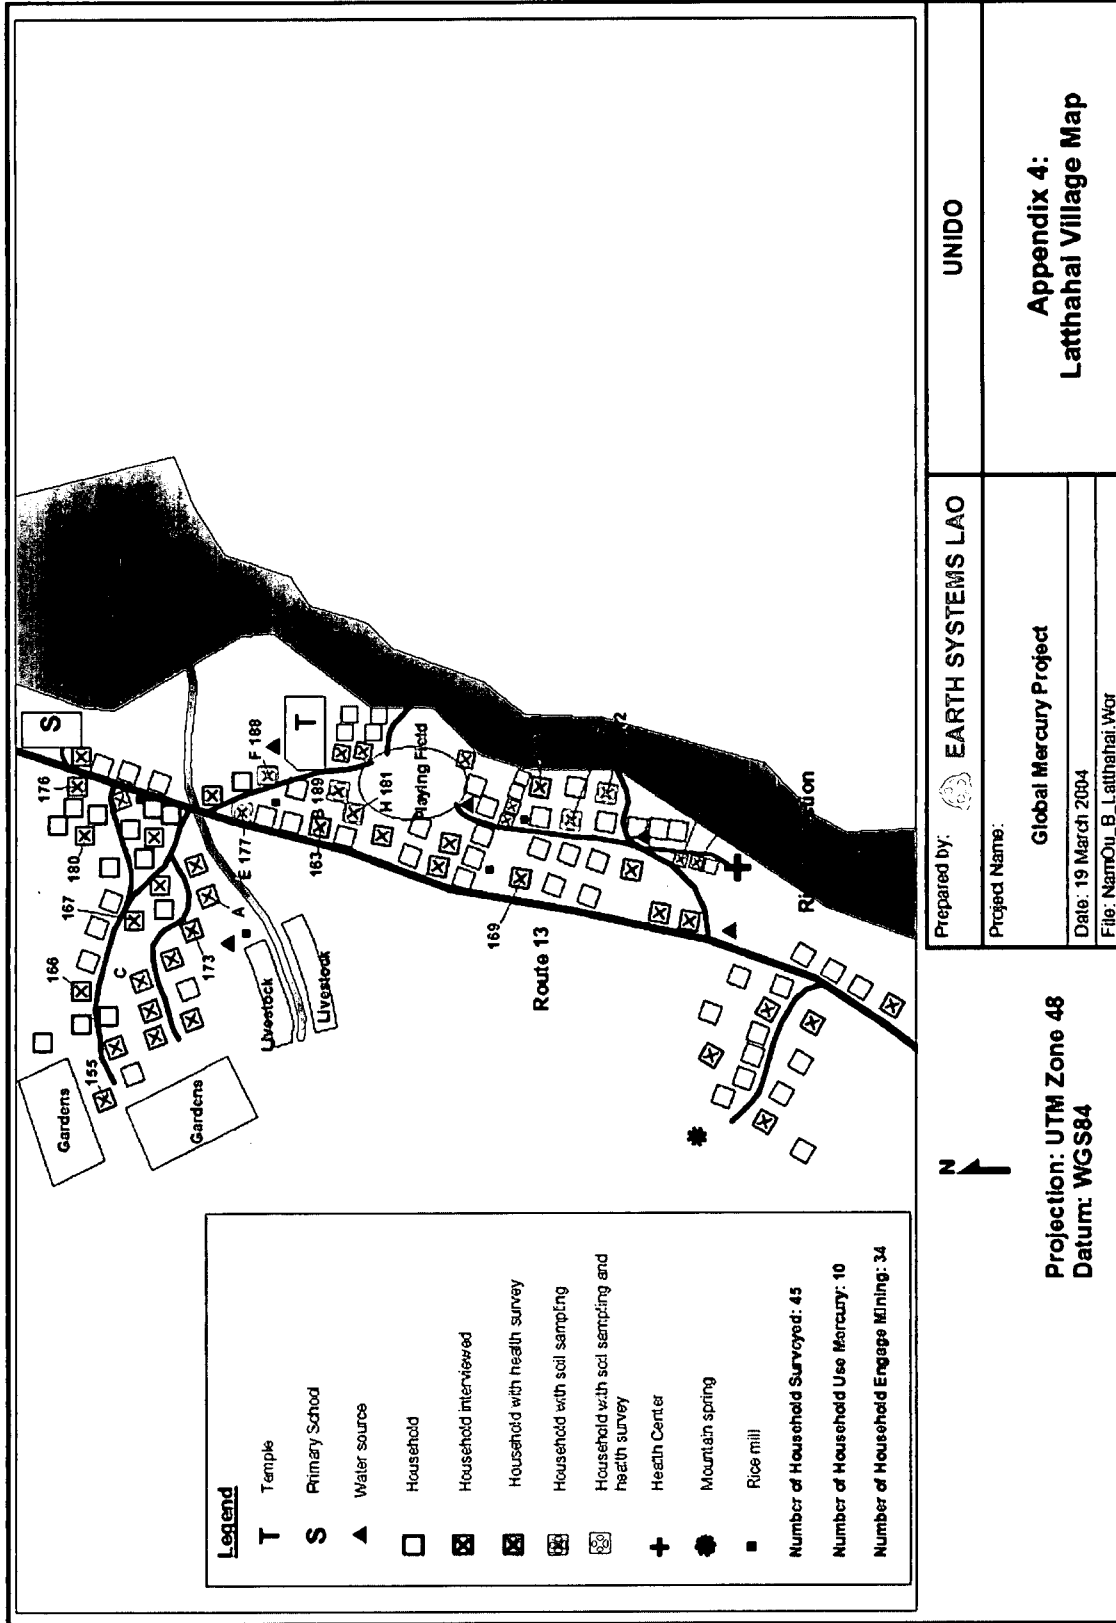 Legend
T Temple
S Primary School
Water source
Household
Household interviewed
Household with health survey
Household with soil sampling
Household with soil sampling and
health survey
Health Center
Mountain spring
Rice mill
Number of Household Surveyed: 45
Number of Household Use Mercury: 10
Number of Household Engage Mining: 34
Gardens
Gardens
155
166
167
180
176
S
C
173
A
Livestock
Livestock
E 177
F 188
T
163
B 189
H 181
Playing Field
169
Route 13
N
Projection: UTM Zone 48
Datum: WGS84
Prepared by:
EARTH SYSTEMS LAO
UNIDO
Project Name:
Global Mercury Project
Date: 19 March 2004
File: NamOu_B_Latthahai.Wor
Appendix 4:
Latthahai Village Map